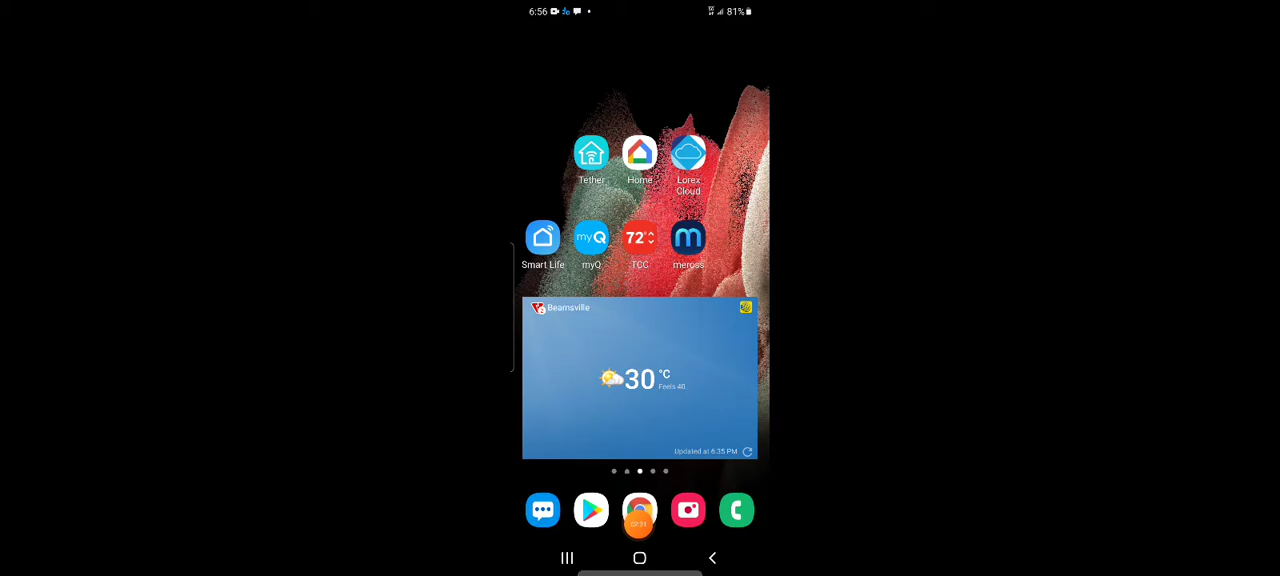 6:56
81%
Tether
Home
Lorex
Cloud
myQ
72°
m
Smart Life
myQ
TCC
meross
Beamsville
30 °C
Feels 40
Updated at 6:35 PM